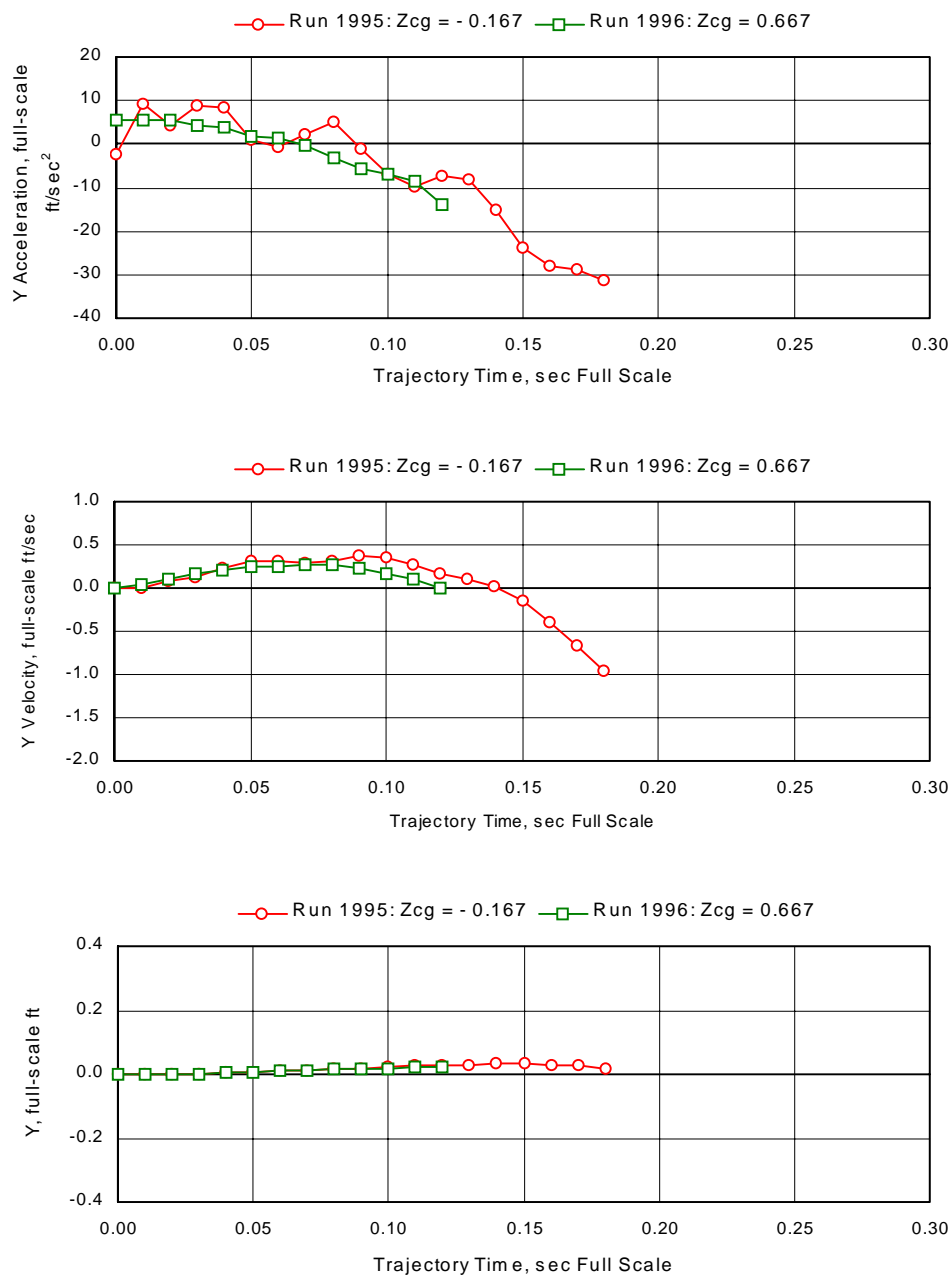 Run 1995: Zcg = - 0.167 Run 1996: Zcg = 0.667
Y Acceleration, full-scale
ft/sec²
20
10
0
-10
-20
-30
-40
0.00 0.05 0.10 0.15 0.20 0.25 0.30
Trajectory Time, sec Full Scale
Run 1995: Zcg = - 0.167 Run 1996: Zcg = 0.667
Y Velocity, full-scale ft/sec
1.0
0.5
0.0
-0.5
-1.0
-1.5
-2.0
0.00 0.05 0.10 0.15 0.20 0.25 0.30
Trajectory Time, sec Full Scale
Run 1995: Zcg = - 0.167 Run 1996: Zcg = 0.667
Y, full-scale ft
0.4
0.2
0.0
-0.2
-0.4
0.00 0.05 0.10 0.15 0.20 0.25 0.30
Trajectory Time, sec Full Scale